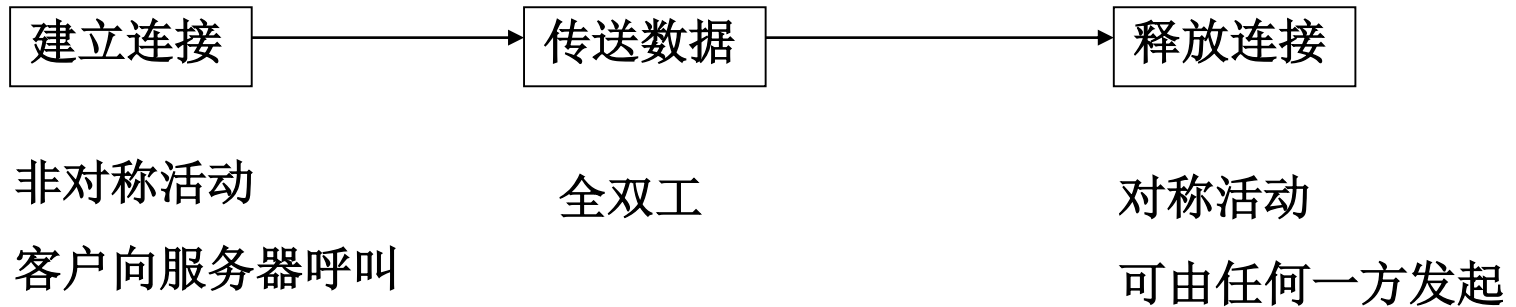 建立连接
传送数据
释放连接
非对称活动
客户向服务器呼叫
全双工
对称活动
可由任何一方发起